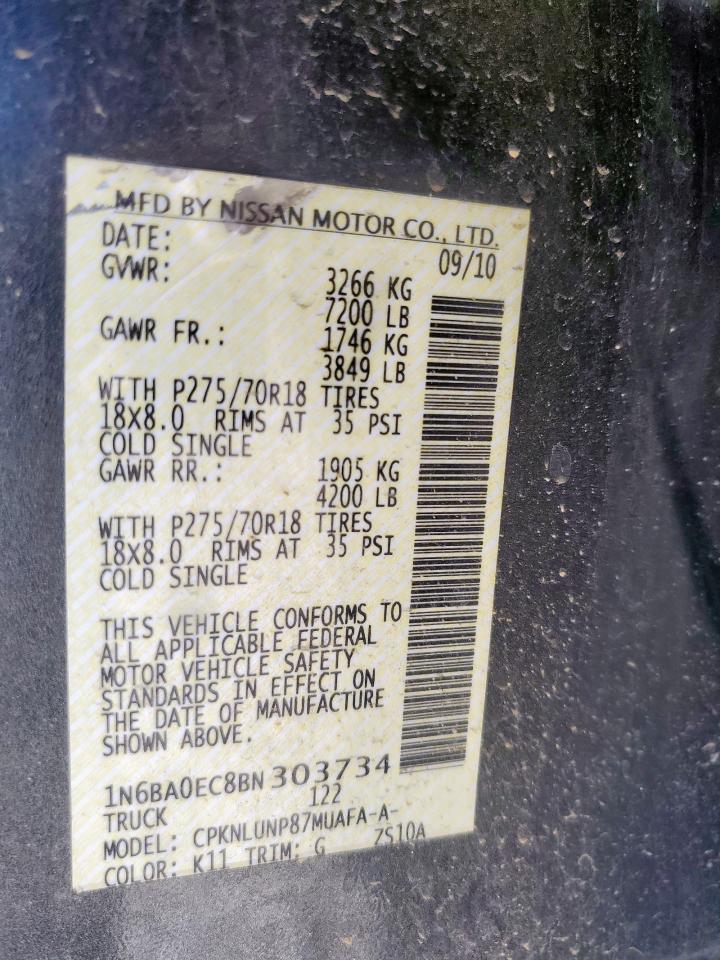 MFD BY NISSAN MOTOR CO., LTD.
DATE: 09/10
GVWR: 3266 KG
7200 LB
GAWR FR.: 1746 KG
3849 LB
WITH P275/70R18 TIRES
18X8.0 RIMS AT 35 PSI
COLD SINGLE
GAWR RR.: 1905 KG
4200 LB
WITH P275/70R18 TIRES
18X8.0 RIMS AT 35 PSI
COLD SINGLE
THIS VEHICLE CONFORMS TO
ALL APPLICABLE FEDERAL
MOTOR VEHICLE SAFETY
STANDARDS IN EFFECT ON
THE DATE OF MANUFACTURE
SHOWN ABOVE.
1N6BA0EC8BN303734
TRUCK 122
MODEL: CPKNLUNP87MUAFA-A-
COLOR: K11 TRIM: G ZS10A